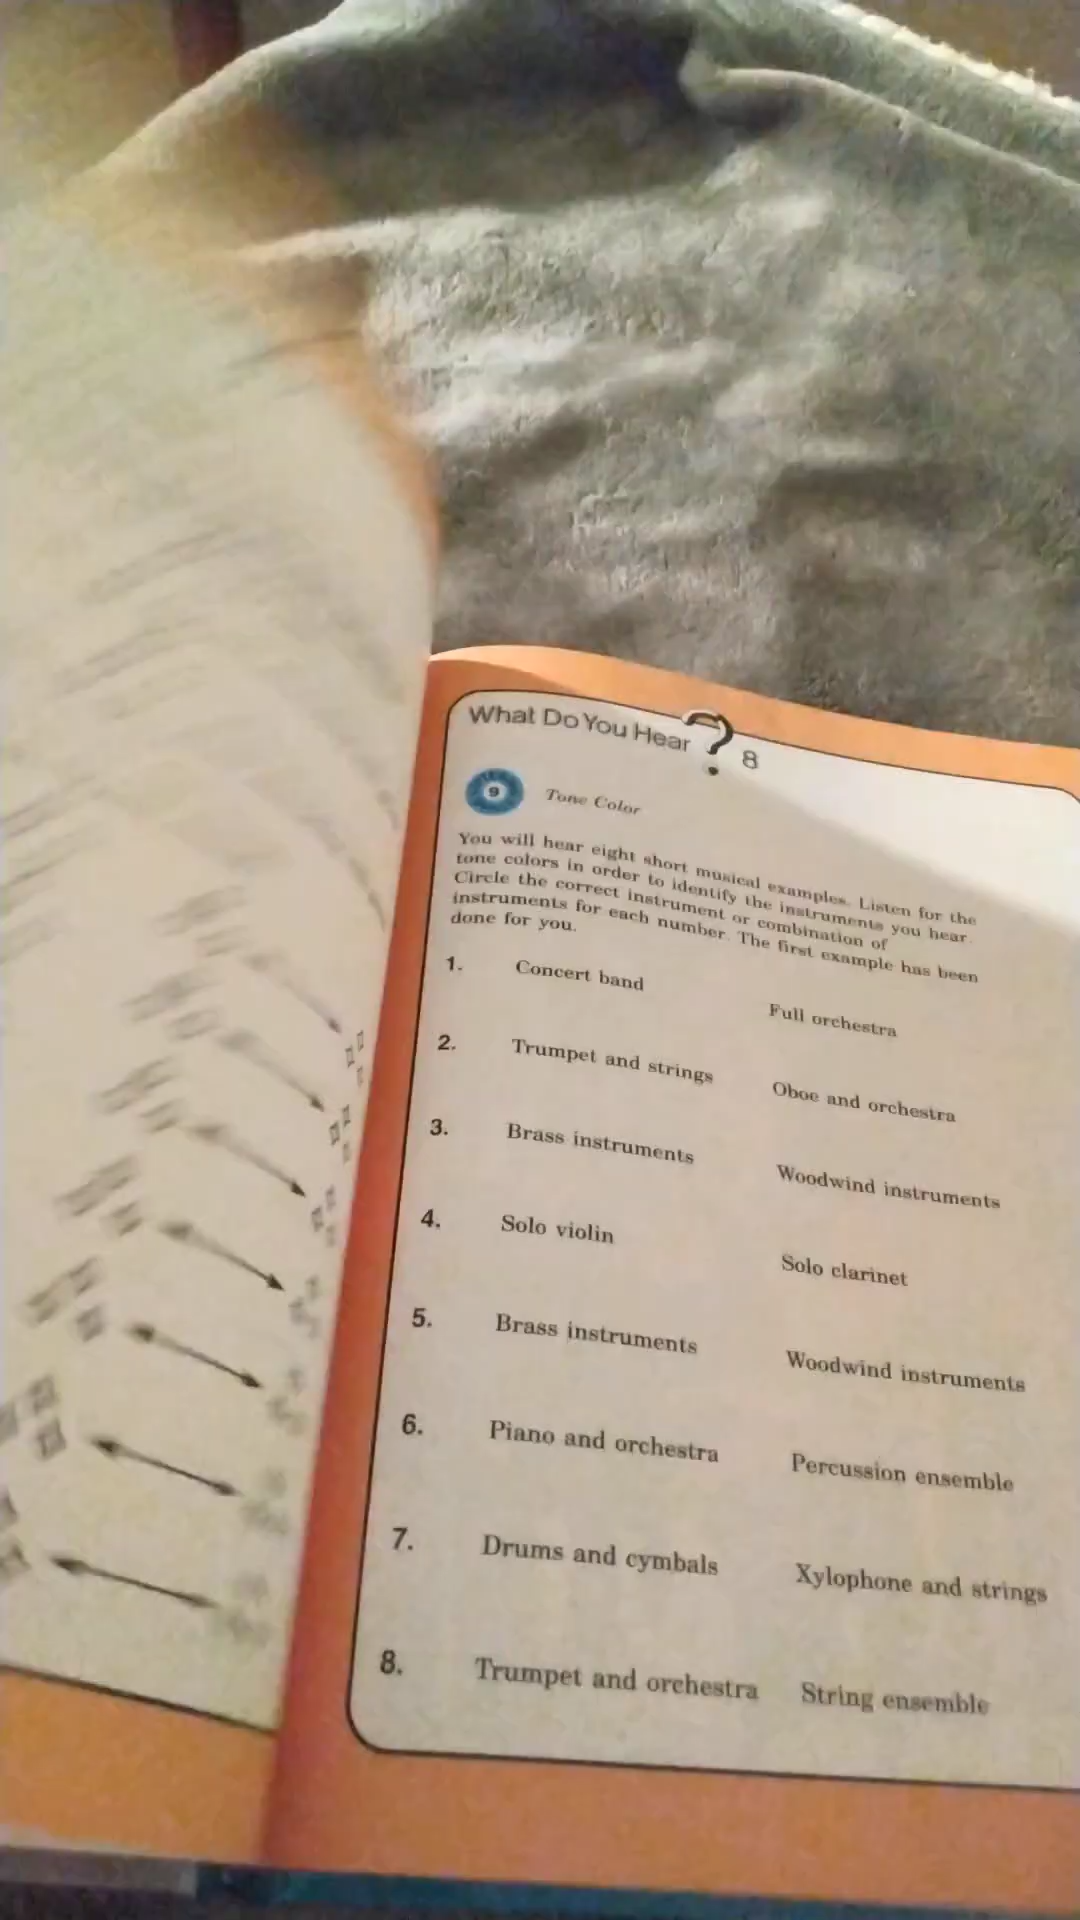 What Do You Hear ? 8
9
Tone Color
You will hear eight short musical examples. Listen for the
tone colors in order to identify the instruments you hear.
Circle the correct instrument or combination of
instruments for each number. The first example has been
done for you.
1. Concert band Full orchestra
2. Trumpet and strings Oboe and orchestra
3. Brass instruments Woodwind instruments
4. Solo violin Solo clarinet
5. Brass instruments Woodwind instruments
6. Piano and orchestra Percussion ensemble
7. Drums and cymbals Xylophone and strings
8. Trumpet and orchestra String ensemble